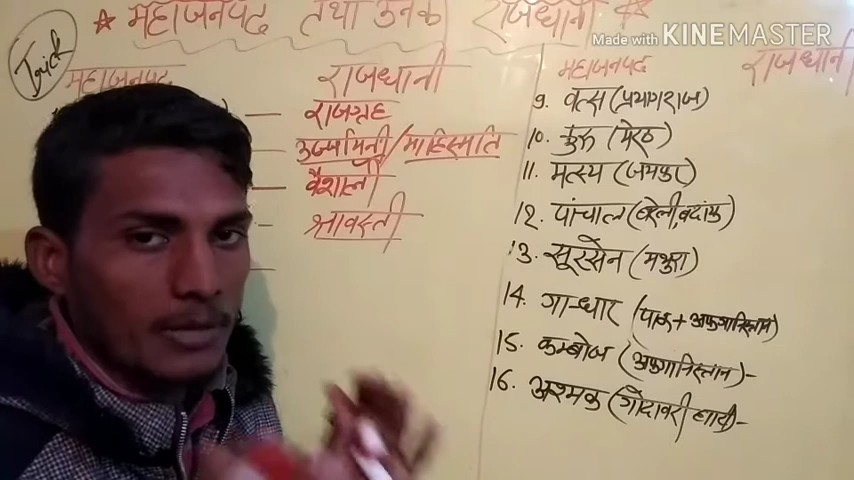 ★ महाजनपद तथा उनके राजधानी ★
Made with KINEMASTER
Trick
महाजनपद राजधानी
राजगृह
उज्जयिनी/माहिस्मति
वैशाली
श्रावस्ती
महाजनपद राजधानी
9. वत्स (प्रयागराज)
10. कुरू (मेरठ)
11. मत्स्य (जयपुर)
12. पांचाल (बरेली, बदांयू)
13. सूरसेन (मथुरा)
14. गान्धार (पाक+अफगानिस्तान)
15. कम्बोज (अफगानिस्तान)-
16. अश्मक (गोदावरी घाटी)-